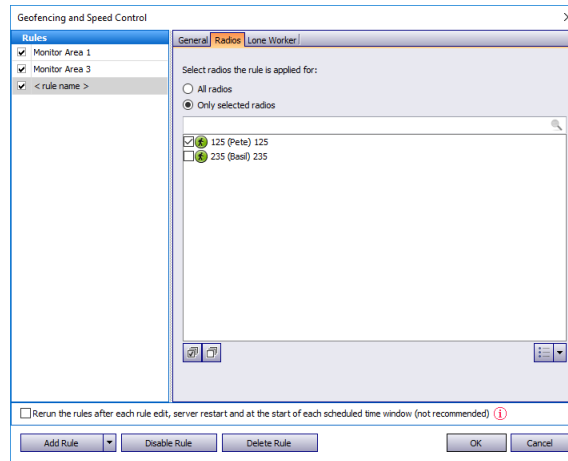 Geofencing and Speed Control
Rules
Monitor Area 1
Monitor Area 3
< rule name >
General Radios Lone Worker
Select radios the rule is applied for:
All radios
Only selected radios
125 (Pete) 125
235 (Basil) 235
Rerun the rules after each rule edit, server restart and at the start of each scheduled time window (not recommended)
Add Rule Disable Rule Delete Rule OK Cancel